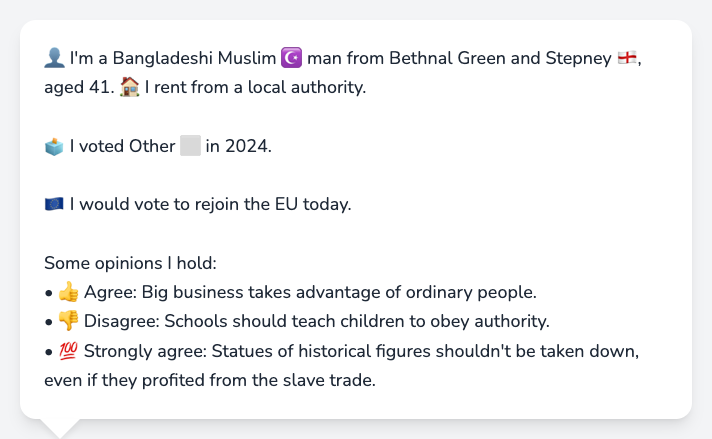 👤 I'm a Bangladeshi Muslim ☪️ man from Bethnal Green and Stepney 🏴󠁧󠁢󠁥󠁮󠁧󠁿,
aged 41. 🏠 I rent from a local authority.
🗳️ I voted Other ⬜ in 2024.
🇪🇺 I would vote to rejoin the EU today.
Some opinions I hold:
• 👍 Agree: Big business takes advantage of ordinary people.
• 👎 Disagree: Schools should teach children to obey authority.
• 💯 Strongly agree: Statues of historical figures shouldn't be taken down,
even if they profited from the slave trade.